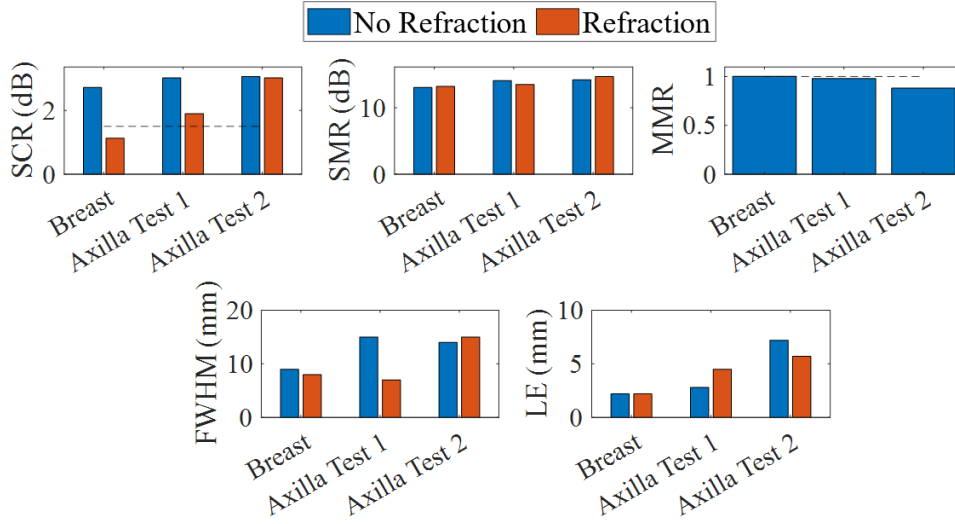 No Refraction Refraction
SCR (dB)
2
0
Breast
Axilla Test 1
Axilla Test 2
SMR (dB)
10
0
Breast
Axilla Test 1
Axilla Test 2
MMR
1
0.5
0
Breast
Axilla Test 1
Axilla Test 2
FWHM (mm)
20
10
0
Breast
Axilla Test 1
Axilla Test 2
LE (mm)
10
5
0
Breast
Axilla Test 1
Axilla Test 2